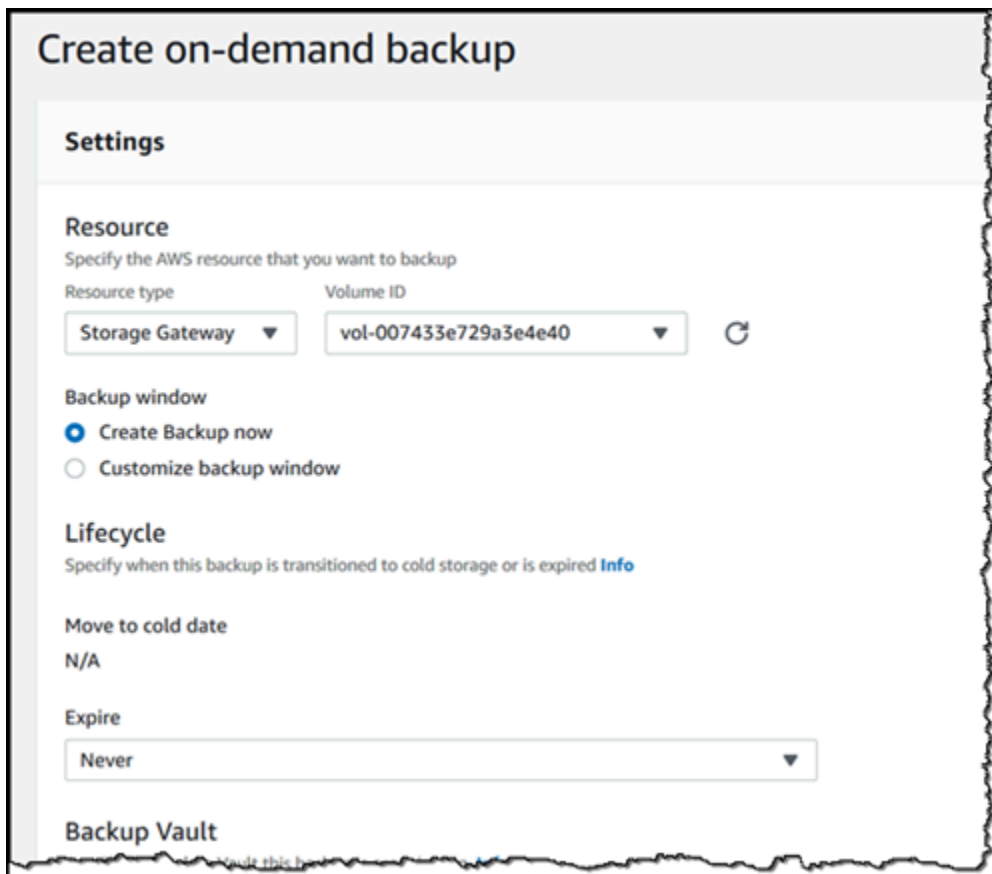 Create on-demand backup
Settings
Resource
Specify the AWS resource that you want to backup
Resource type Volume ID
Storage Gateway vol-007433e729a3e4e40
Backup window
Create Backup now
Customize backup window
Lifecycle
Specify when this backup is transitioned to cold storage or is expired Info
Move to cold date
N/A
Expire
Never
Backup Vault
Vault this